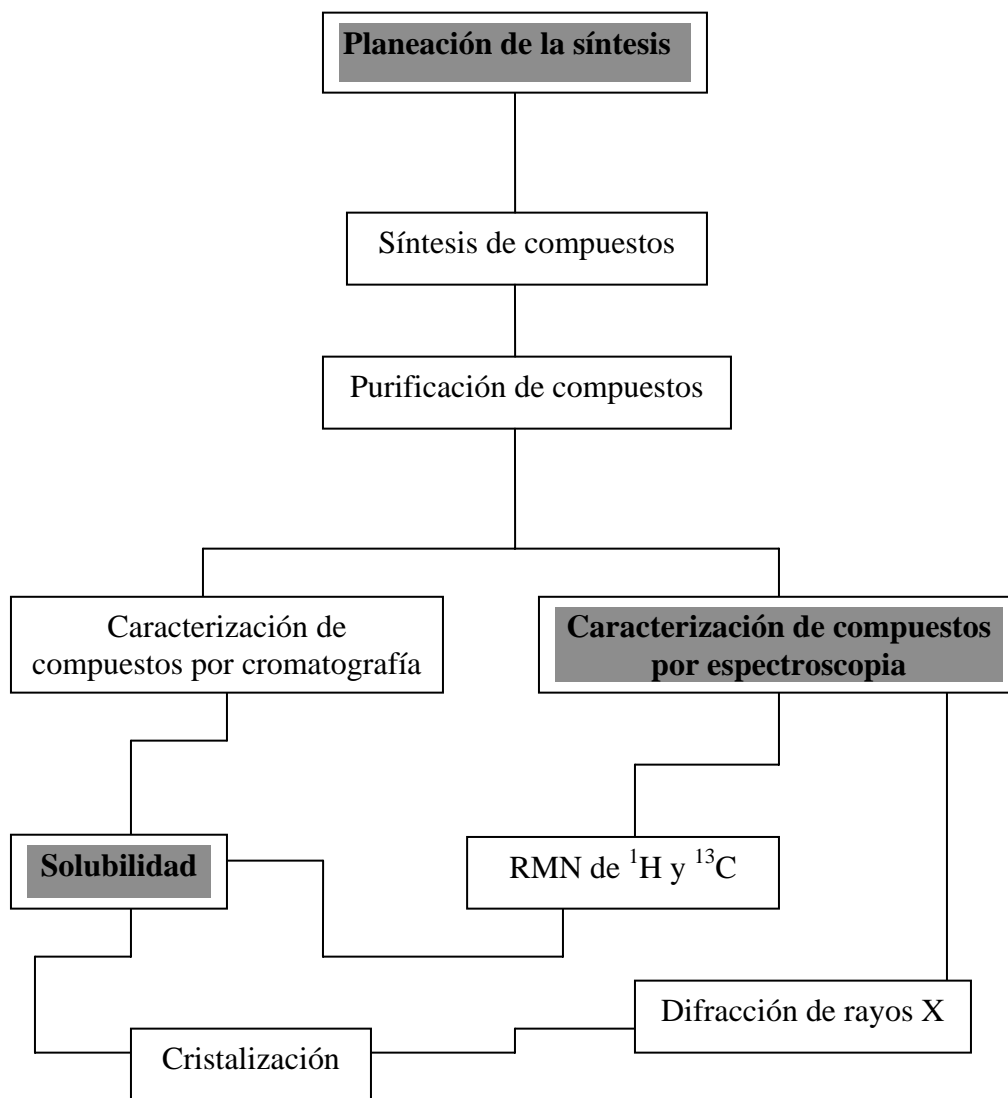 Planeación de la síntesis
Síntesis de compuestos
Purificación de compuestos
Caracterización de
compuestos por cromatografía
Caracterización de compuestos
por espectroscopia
Solubilidad
RMN de ¹H y ¹³C
Difracción de rayos X
Cristalización